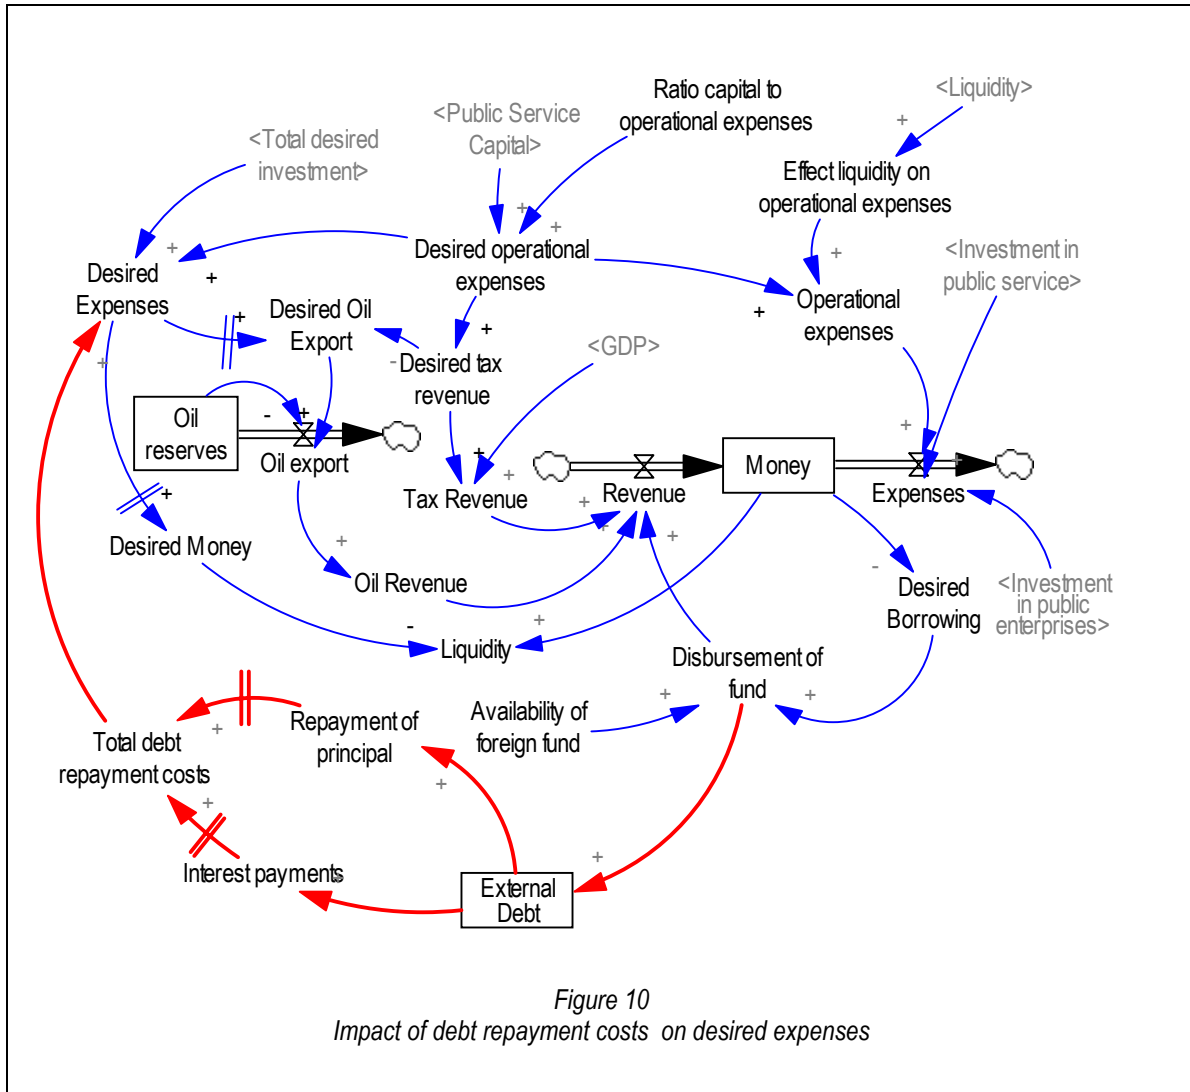 <Liquidity>
Ratio capital to
operational expenses
<Public Service
Capital>
<Total desired
investment>
+
Effect liquidity on
operational expenses
+
+
+
Desired operational
expenses
+
<Investment in
public service>
Desired
Expenses
+
Operational
expenses
+
Desired Oil
Export
+
+
<GDP>
-
Desired tax
revenue
+
Oil
reserves
-
+
Oil export
+
+
Tax Revenue
+
Revenue
Money
+
+
Expenses
+
Desired Money
+
+
+
+
Oil Revenue
-
Desired
Borrowing
<Investment
in public
enterprises>
-
Liquidity
+
Disbursement of
fund
+
+
Availability of
foreign fund
Repayment of
principal
+
Total debt
repayment costs
+
+
Interest payments
+
+
External
Debt
Figure 10
Impact of debt repayment costs on desired expenses